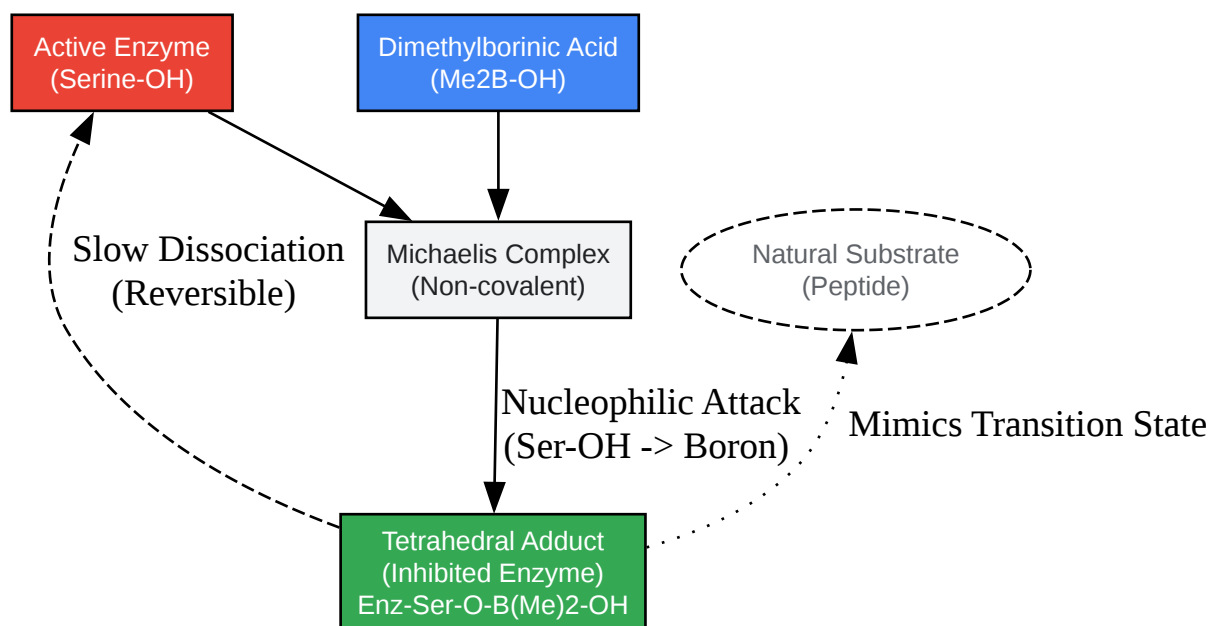 Active Enzyme
(Serine-OH)
Dimethylborinic Acid
(Me2B-OH)
Slow Dissociation
(Reversible)
Michaelis Complex
(Non-covalent)
Natural Substrate
(Peptide)
Nucleophilic Attack
(Ser-OH -> Boron)
Mimics Transition State
Tetrahedral Adduct
(Inhibited Enzyme)
Enz-Ser-O-B(Me)2-OH